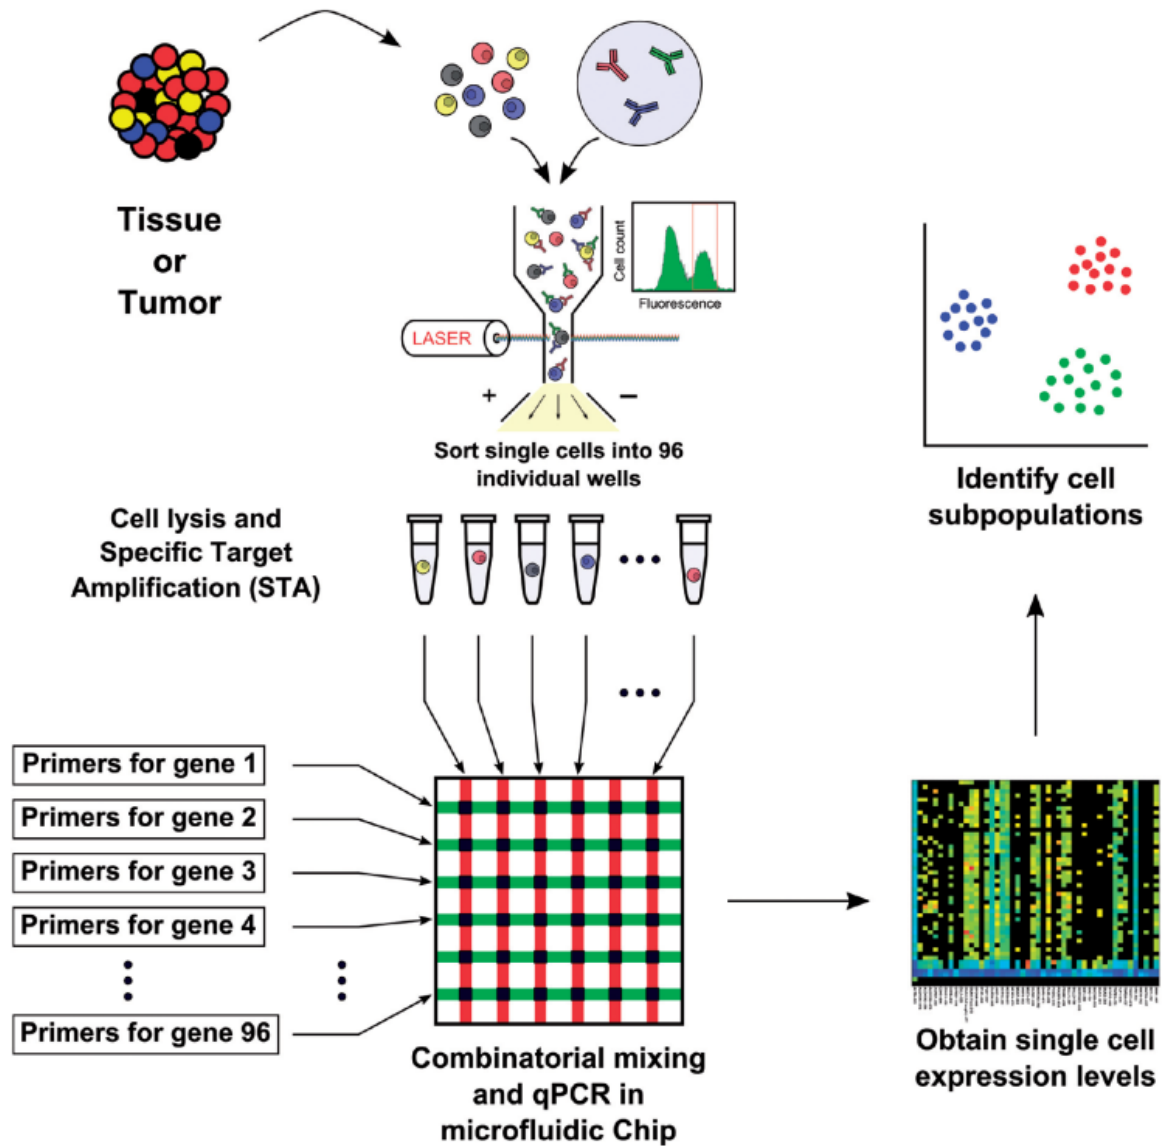 Tissue
or
Tumor
Cell count
Fluorescence
LASER
+
–
Sort single cells into 96
individual wells
Cell lysis and
Specific Target
Amplification (STA)
Primers for gene 1
Primers for gene 2
Primers for gene 3
Primers for gene 4
Primers for gene 96
Combinatorial mixing
and qPCR in
microfluidic Chip
Obtain single cell
expression levels
Identify cell
subpopulations